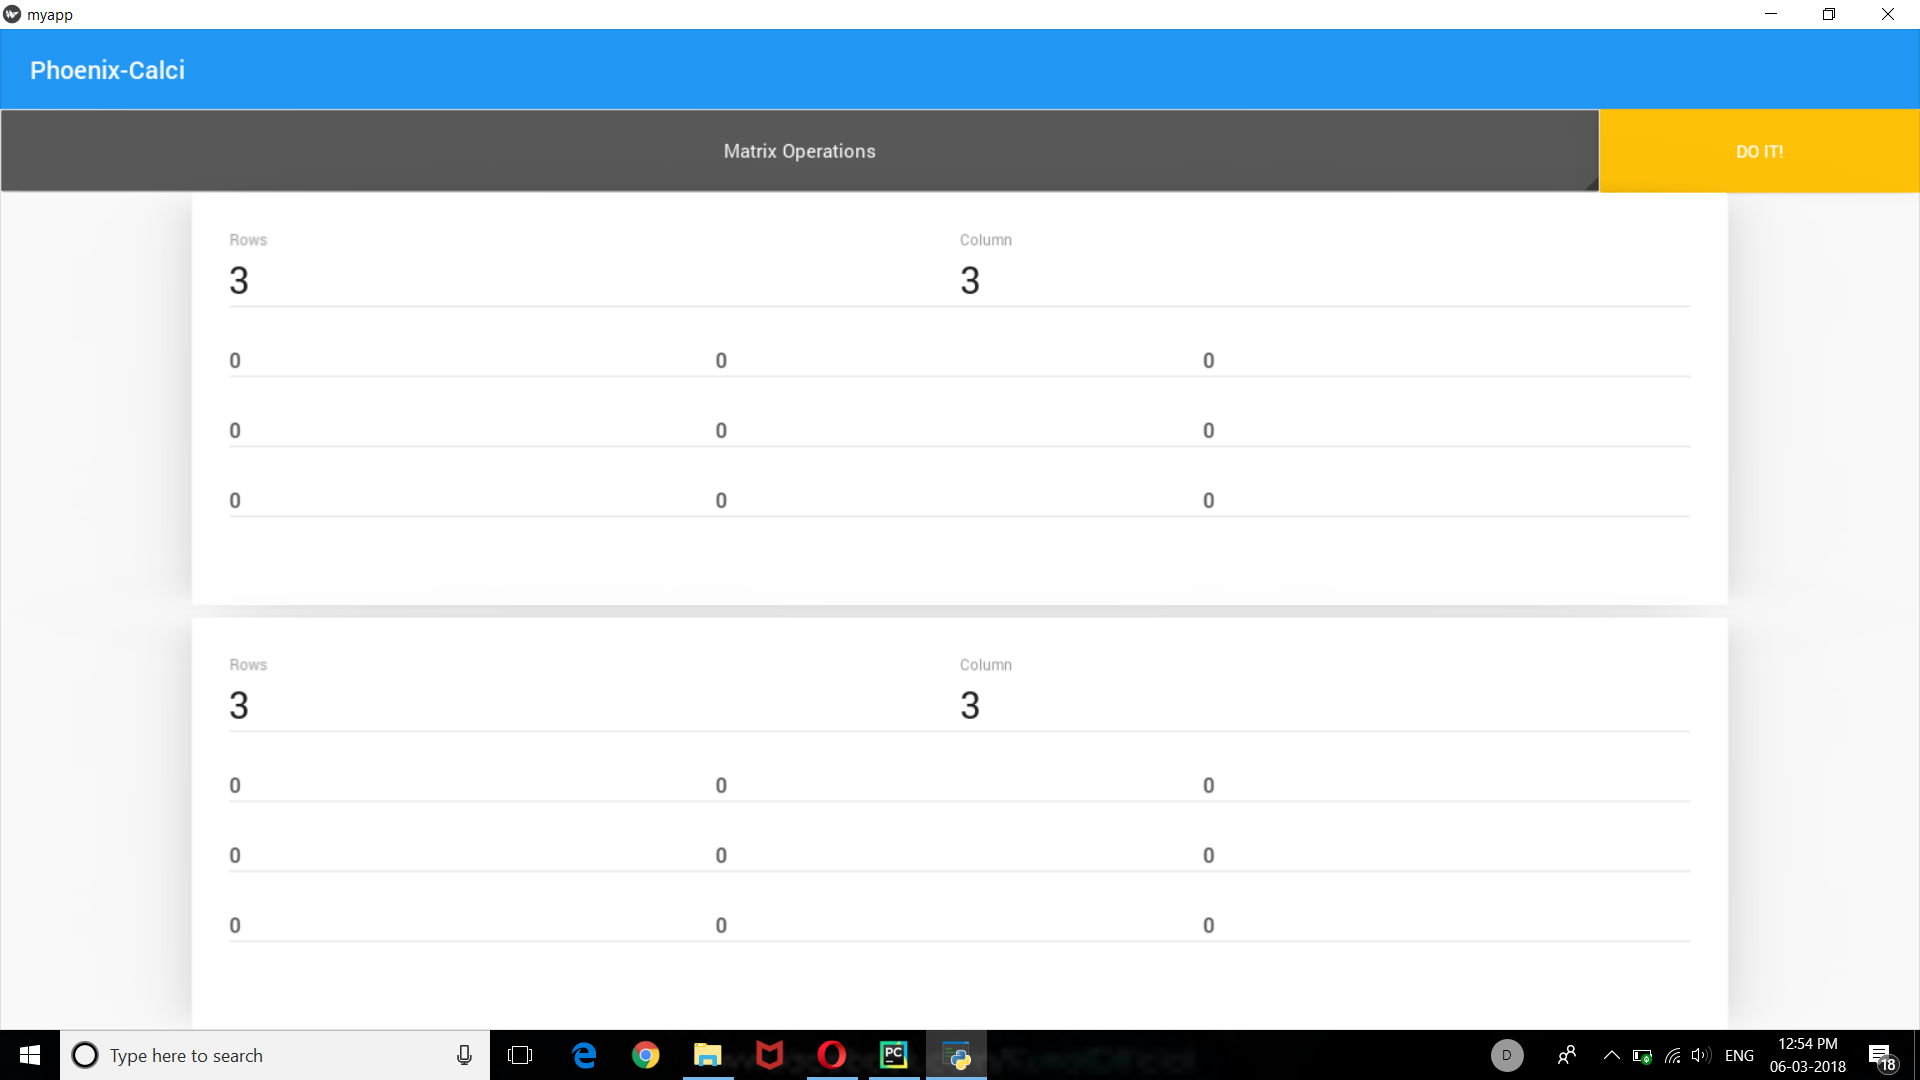 myapp
Phoenix-Calci
Matrix Operations
DO IT!
Rows Column
3 3
0 0 0
0 0 0
0 0 0
Rows Column
3 3
0 0 0
0 0 0
0 0 0
Type here to search
PC
D
ENG
12:54 PM
06-03-2018
18